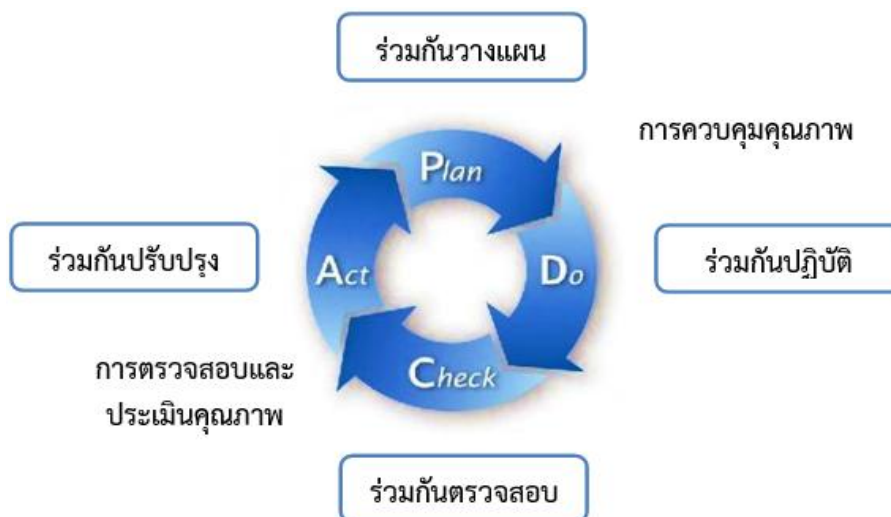 ร่วมกันวางแผน
การควบคุมคุณภาพ
Plan
ร่วมกันปรับปรุง
Act
Do
ร่วมกันปฏิบัติ
การตรวจสอบและ
ประเมินคุณภาพ
Check
ร่วมกันตรวจสอบ